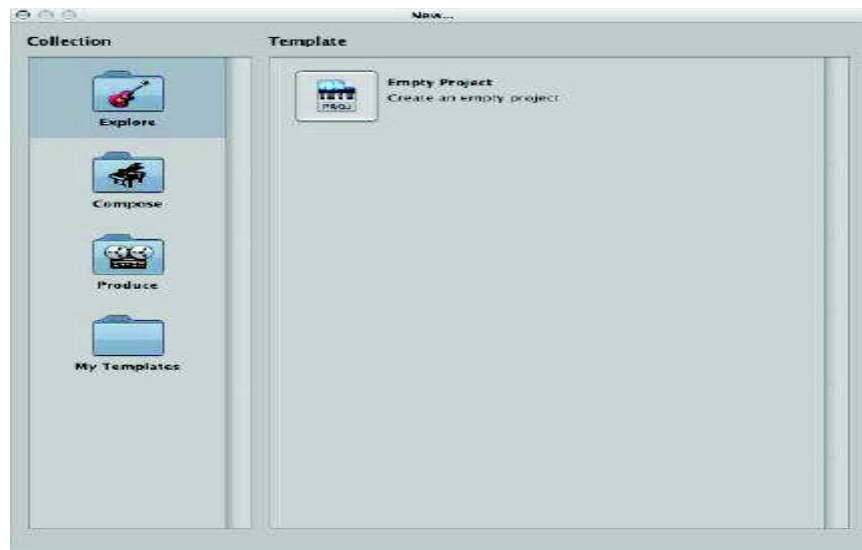 New...
Collection
Template
Explore
Compose
Produce
My Templates
PROJ
Empty Project
Create an empty project